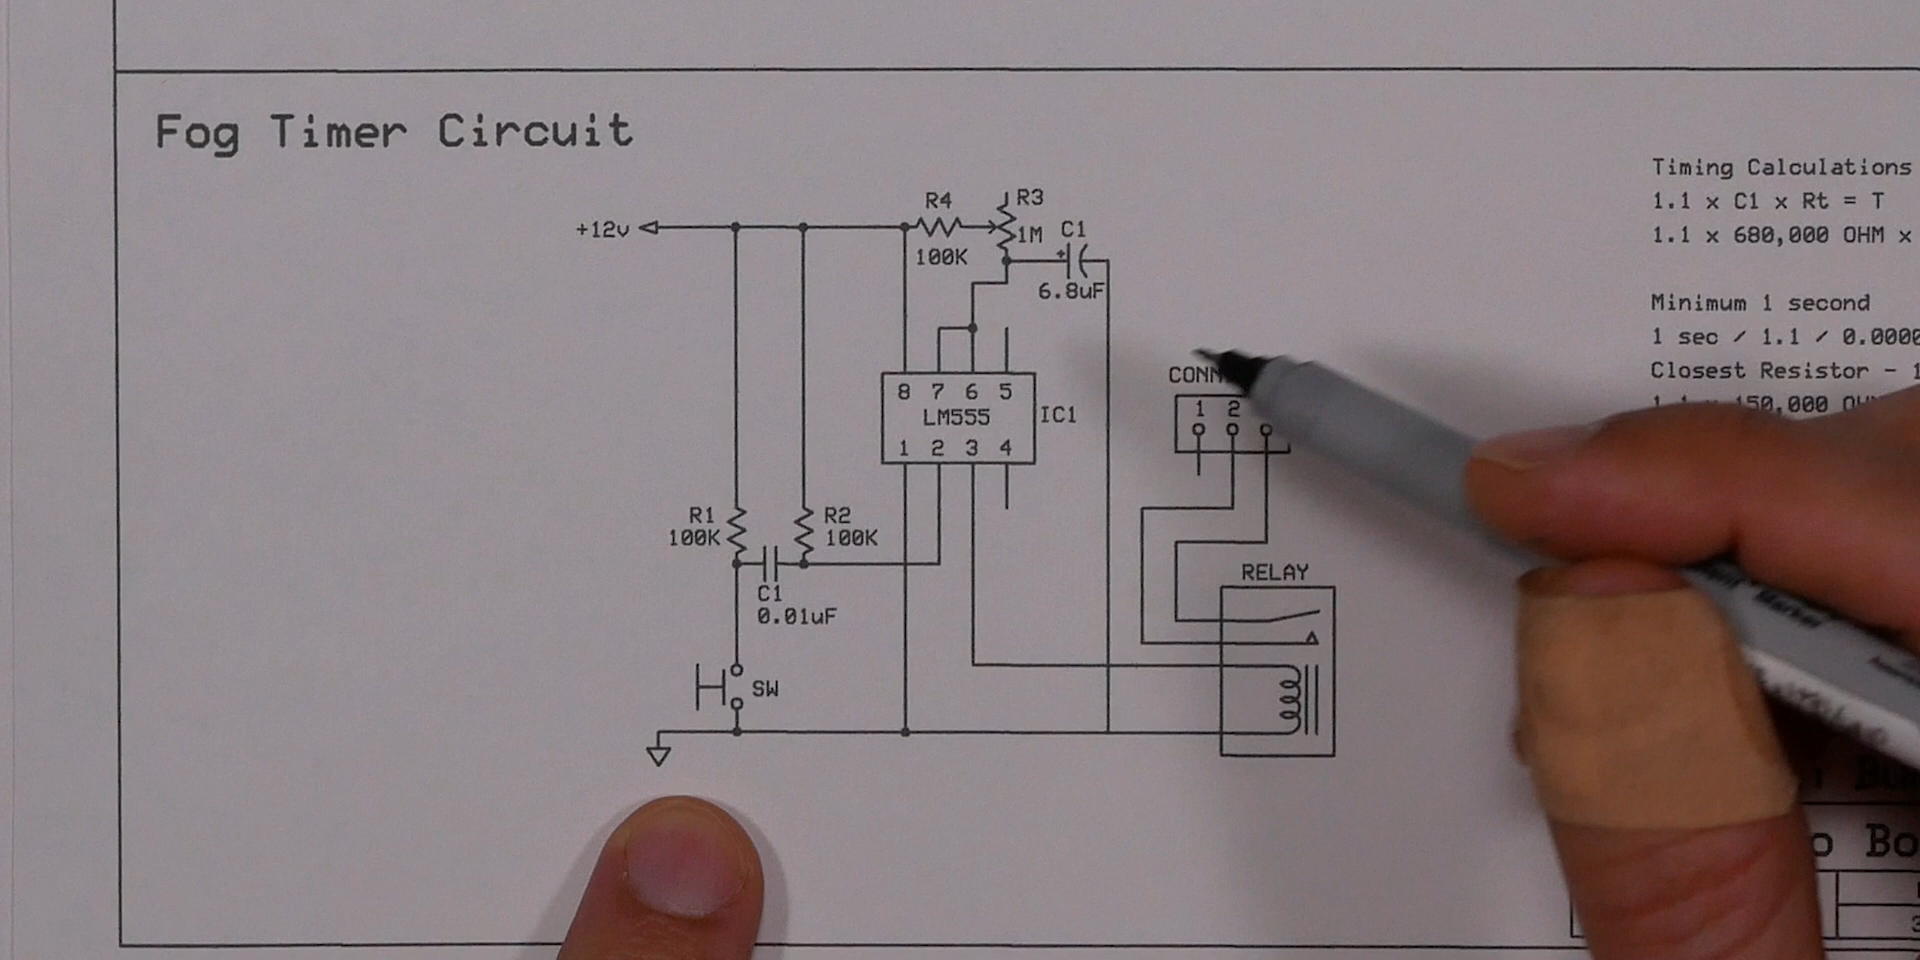 Fog Timer Circuit
+12v
R4
100K
R3
1M
C1
6.8uF
8 7 6 5
LM555
1 2 3 4
IC1
R1
100K
R2
100K
C1
0.01uF
SW
1 2
RELAY
Timing Calculations
1.1 x C1 x Rt = T
1.1 x 680,000 OHM x
Minimum 1 second
1 sec / 1.1 / 0.0000
Closest Resistor - 1
Marker
Bo